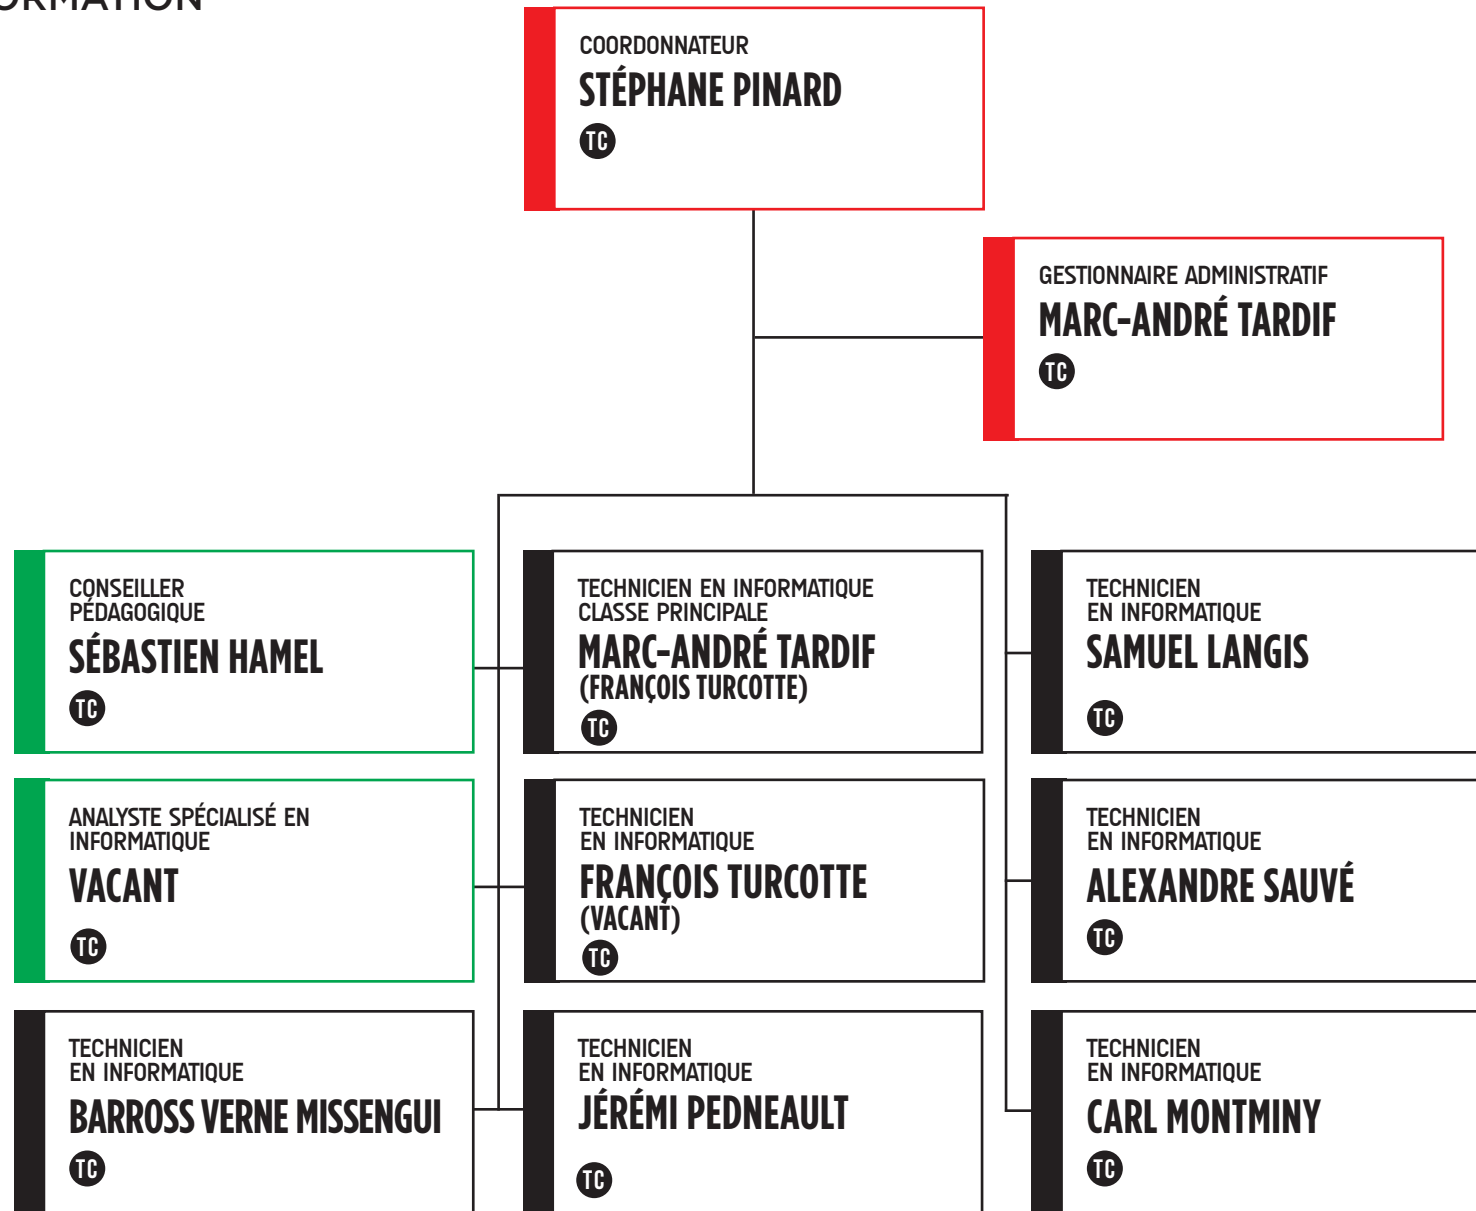 ORMATION
COORDONNATEUR
STÉPHANE PINARD
TC
GESTIONNAIRE ADMINISTRATIF
MARC-ANDRÉ TARDIF
TC
CONSEILLER
PÉDAGOGIQUE
SÉBASTIEN HAMEL
TC
TECHNICIEN EN INFORMATIQUE
CLASSE PRINCIPALE
MARC-ANDRÉ TARDIF
(FRANÇOIS TURCOTTE)
TC
TECHNICIEN
EN INFORMATIQUE
SAMUEL LANGIS
TC
ANALYSTE SPÉCIALISÉ EN
INFORMATIQUE
VACANT
TC
TECHNICIEN
EN INFORMATIQUE
FRANÇOIS TURCOTTE
(VACANT)
TC
TECHNICIEN
EN INFORMATIQUE
ALEXANDRE SAUVÉ
TC
TECHNICIEN
EN INFORMATIQUE
BARROSS VERNE MISSENGUI
TC
TECHNICIEN
EN INFORMATIQUE
JÉRÉMI PEDNEAULT
TC
TECHNICIEN
EN INFORMATIQUE
CARL MONTMINY
TC